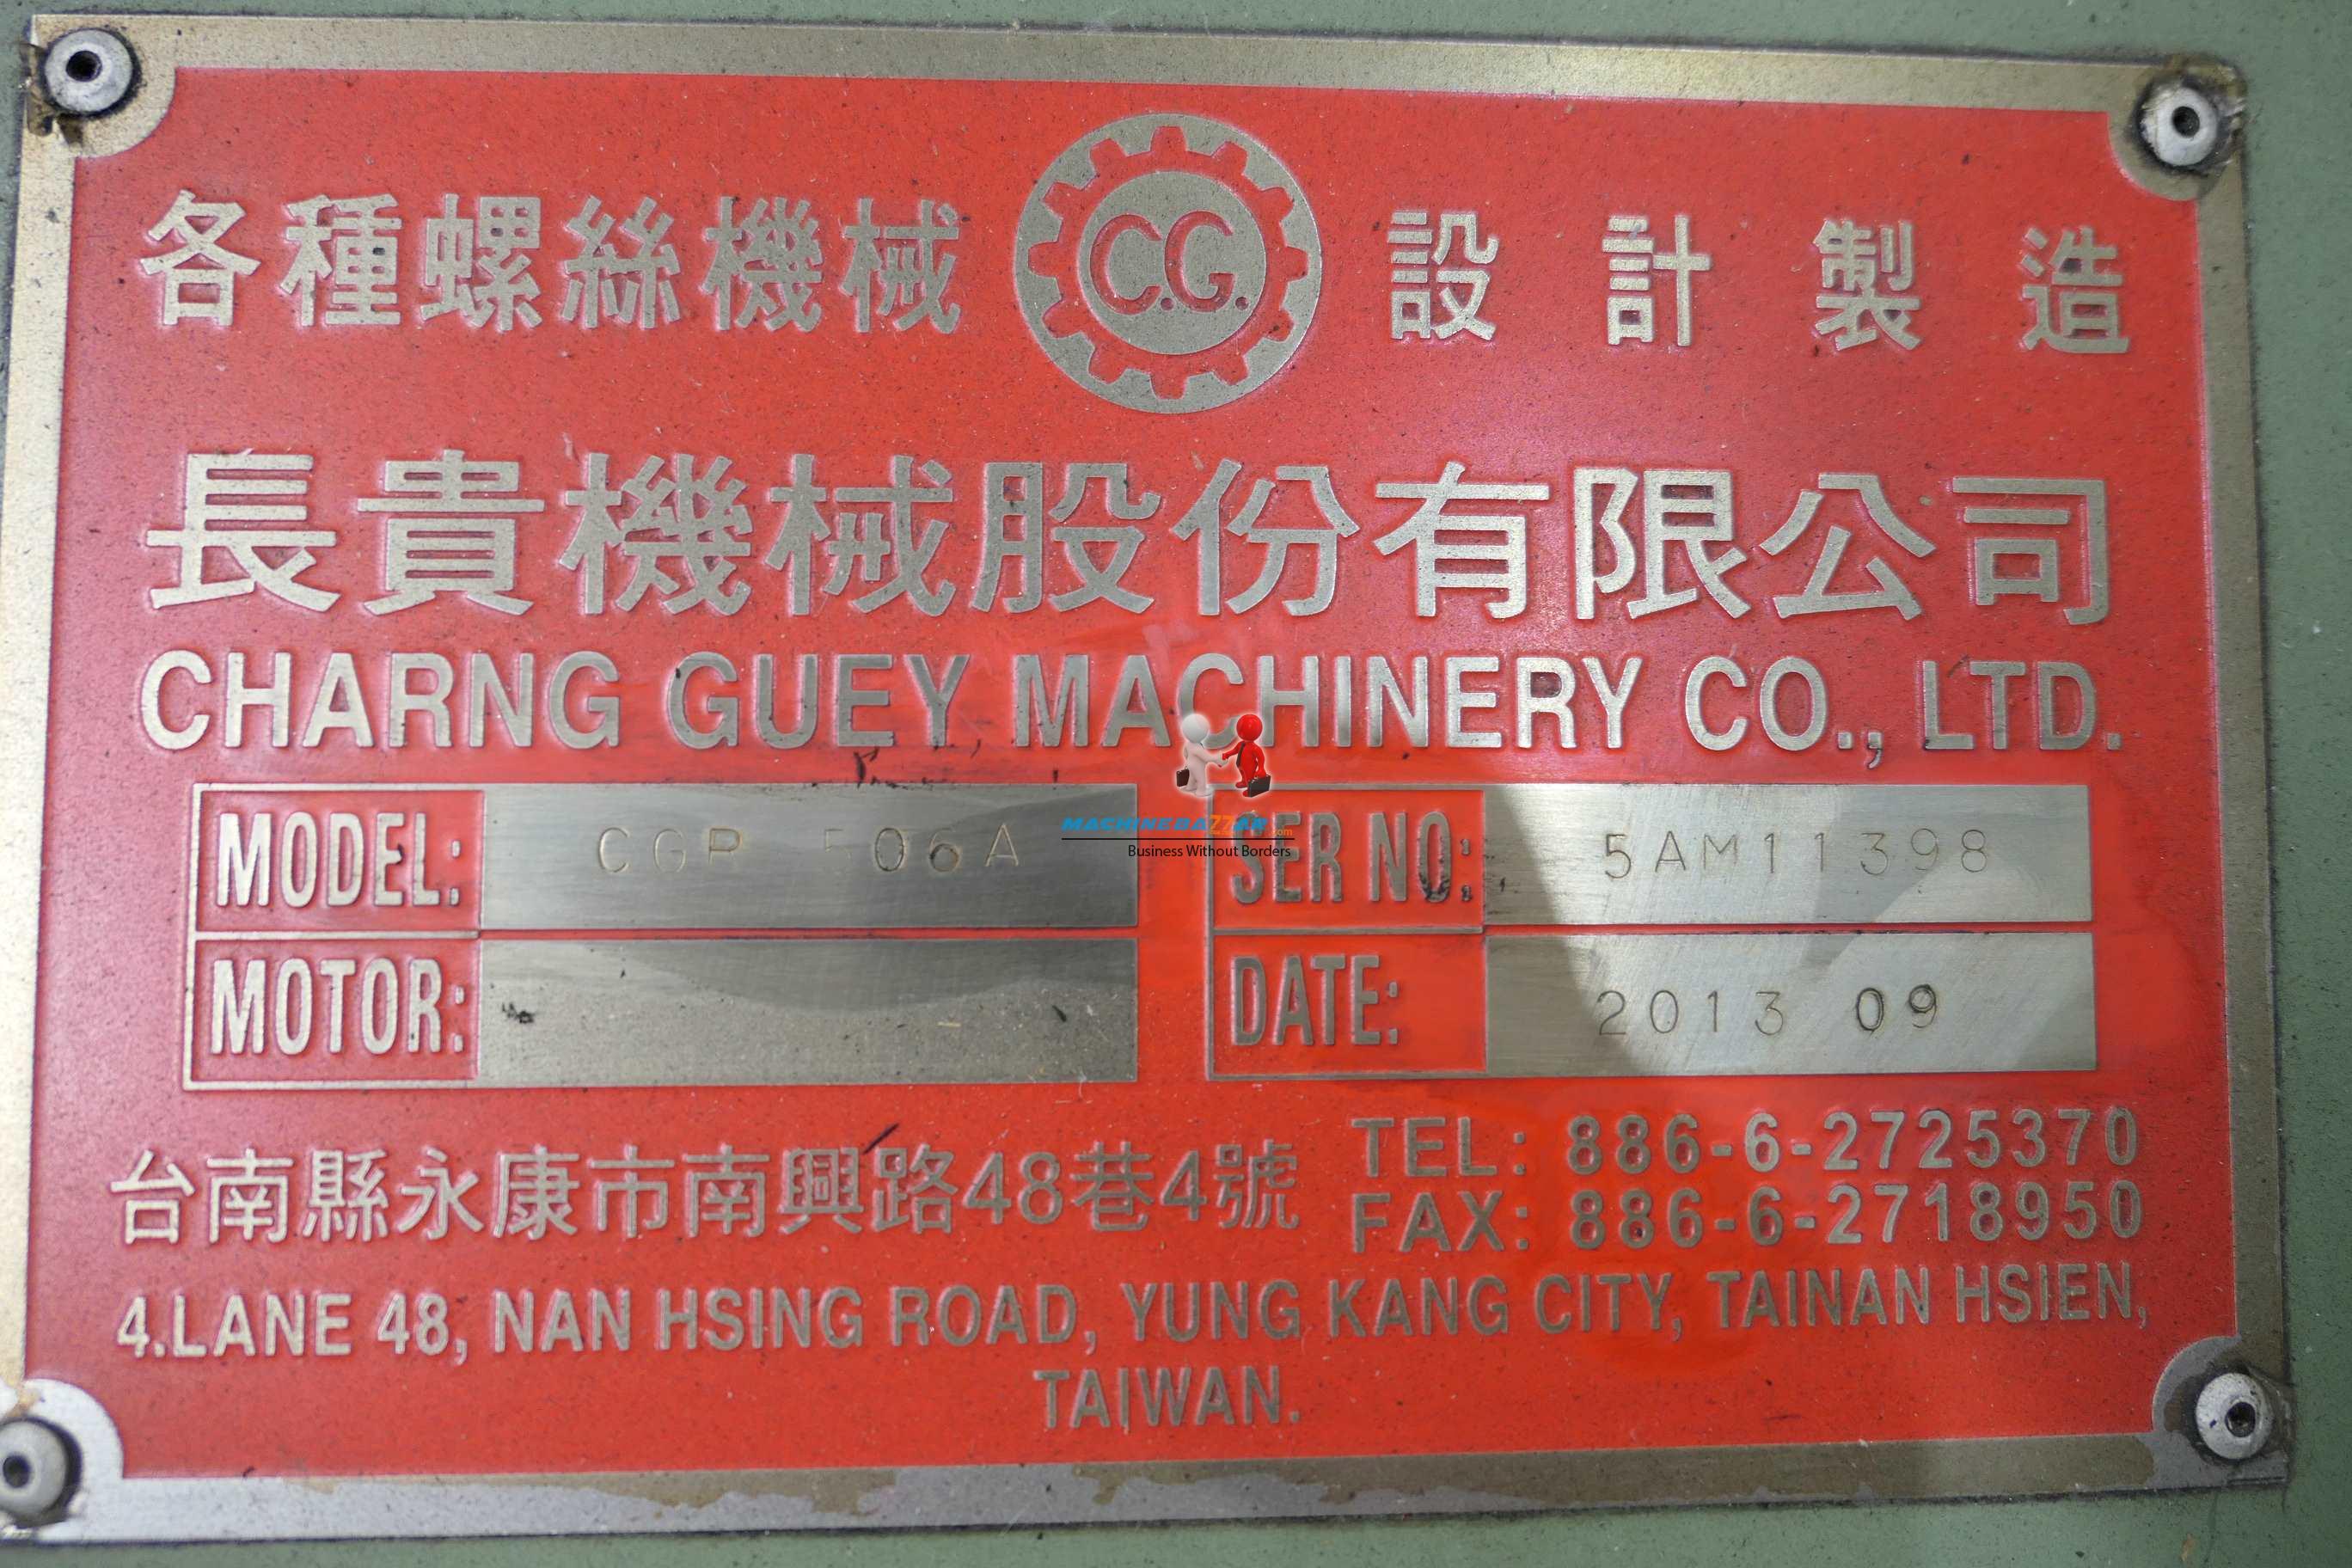 各種螺絲機械 C.G. 設計製造
長貴機械股份有限公司
CHARNG GUEY MACHINERY CO., LTD.
MODEL: CGP 506A
SER NO: 5AM11398
MACHINEBAZZAR.com
Business Without Borders
MOTOR:
DATE: 2013 09
台南縣永康市南興路48巷4號
TEL: 886-6-2725370
FAX: 886-6-2718950
4.LANE 48, NAN HSING ROAD, YUNG KANG CITY, TAINAN HSIEN,
TAIWAN.